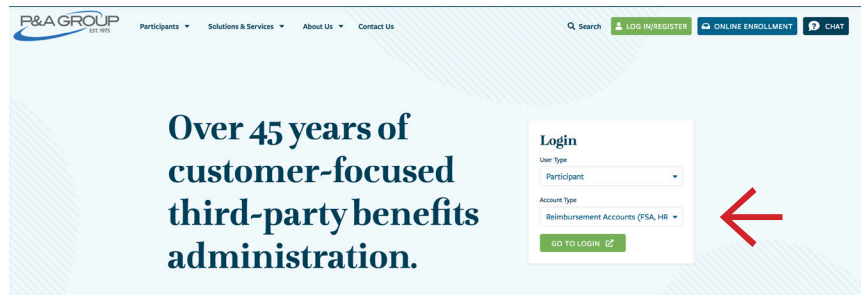 P&A GROUP
EST. 1975
Participants
Solutions & Services
About Us
Contact Us
Search
LOG IN/REGISTER
ONLINE ENROLLMENT
CHAT
Over 45 years of
customer-focused
third-party benefits
administration.
Login
User Type
Participant
Account Type
Reimbursement Accounts (FSA, HR
GO TO LOGIN